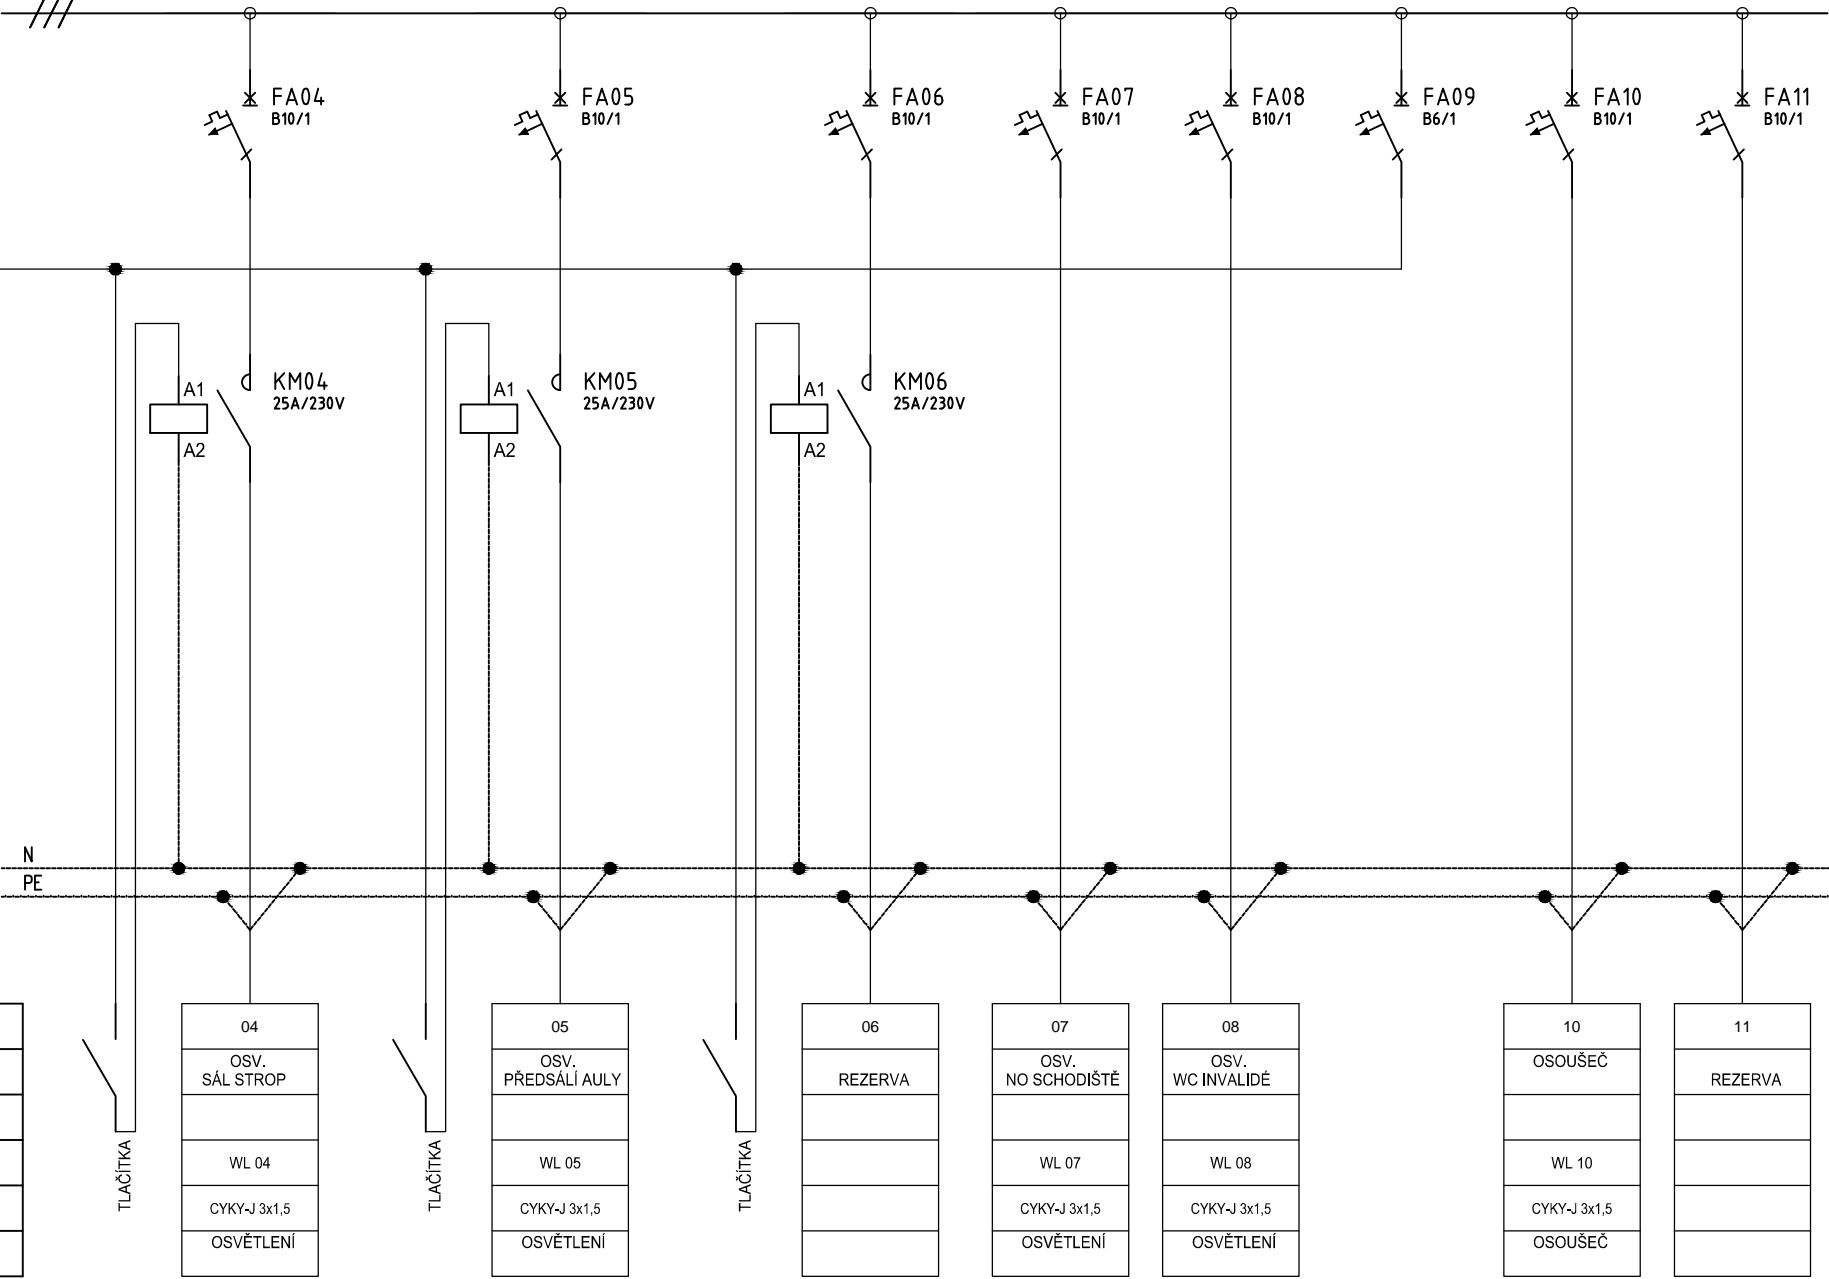 FA04
B10/1
FA05
B10/1
FA06
B10/1
FA07
B10/1
FA08
B10/1
FA09
B6/1
FA10
B10/1
FA11
B10/1
A1
KM04
25A/230V
A2
A1
KM05
25A/230V
A2
A1
KM06
25A/230V
A2
N
PE
TLAČÍTKA
04
OSV.
SÁL STROP
WL 04
CYKY-J 3x1,5
OSVĚTLENÍ
TLAČÍTKA
05
OSV.
PŘEDSÁLÍ AULY
WL 05
CYKY-J 3x1,5
OSVĚTLENÍ
TLAČÍTKA
06
REZERVA
07
OSV.
NO SCHODIŠTĚ
WL 07
CYKY-J 3x1,5
OSVĚTLENÍ
08
OSV.
WC INVALIDÉ
WL 08
CYKY-J 3x1,5
OSVĚTLENÍ
10
OSOUŠEČ
WL 10
CYKY-J 3x1,5
OSOUŠEČ
11
REZERVA